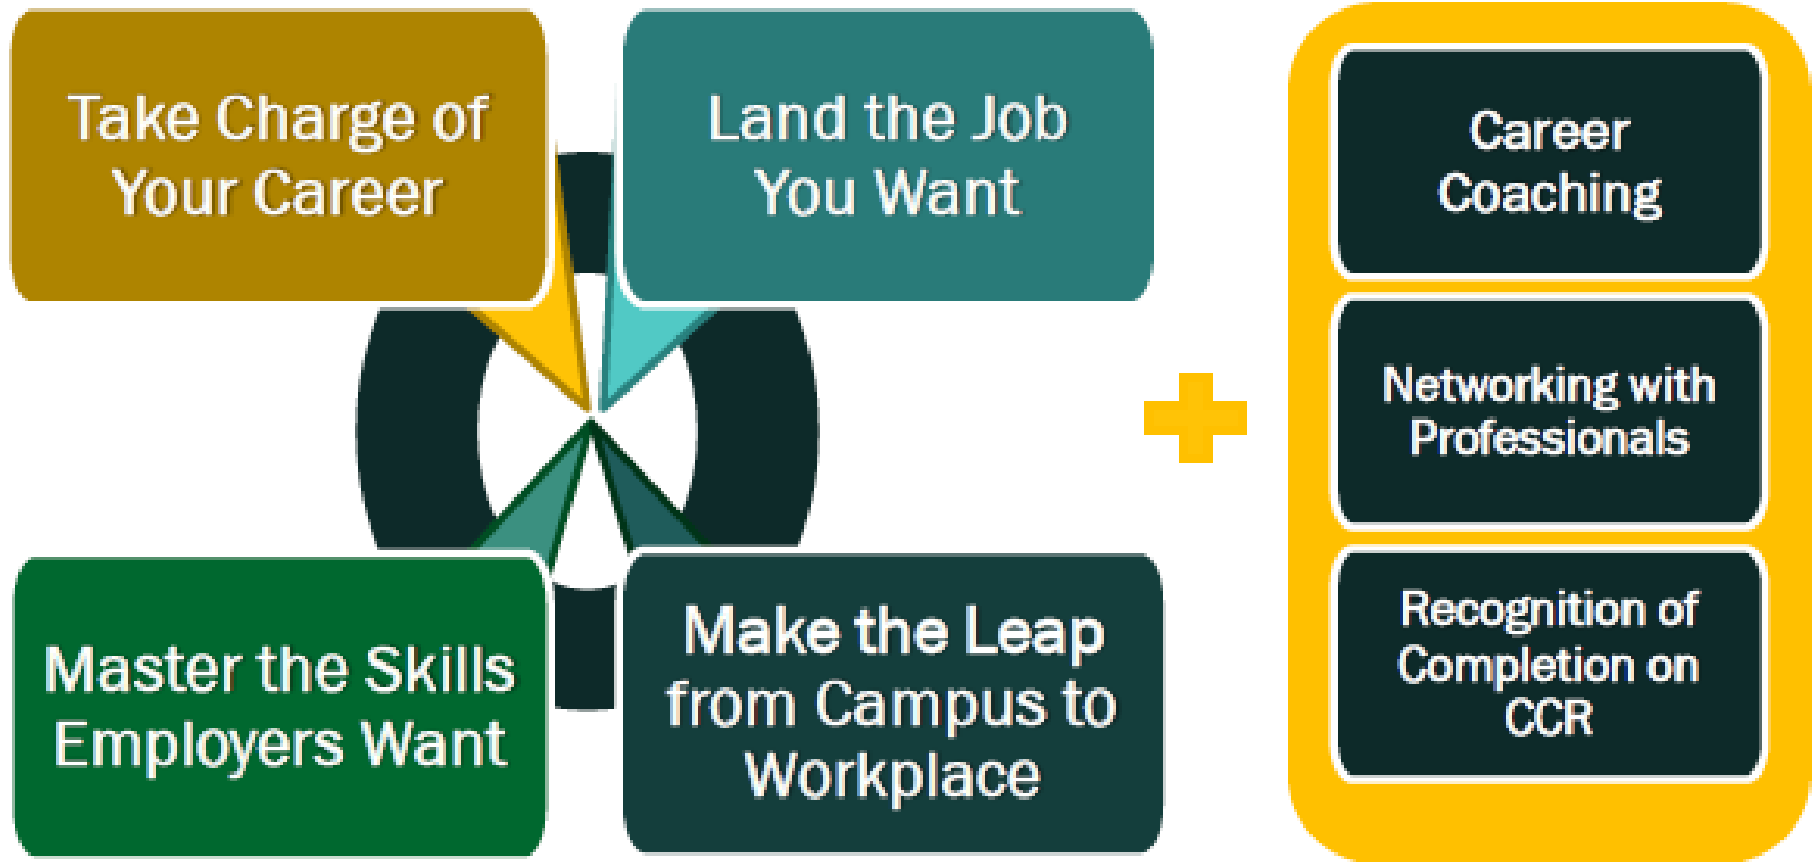 Take Charge of
Your Career
Land the Job
You Want
Master the Skills
Employers Want
Make the Leap
from Campus to
Workplace
Career
Coaching
Networking with
Professionals
Recognition of
Completion on
CCR